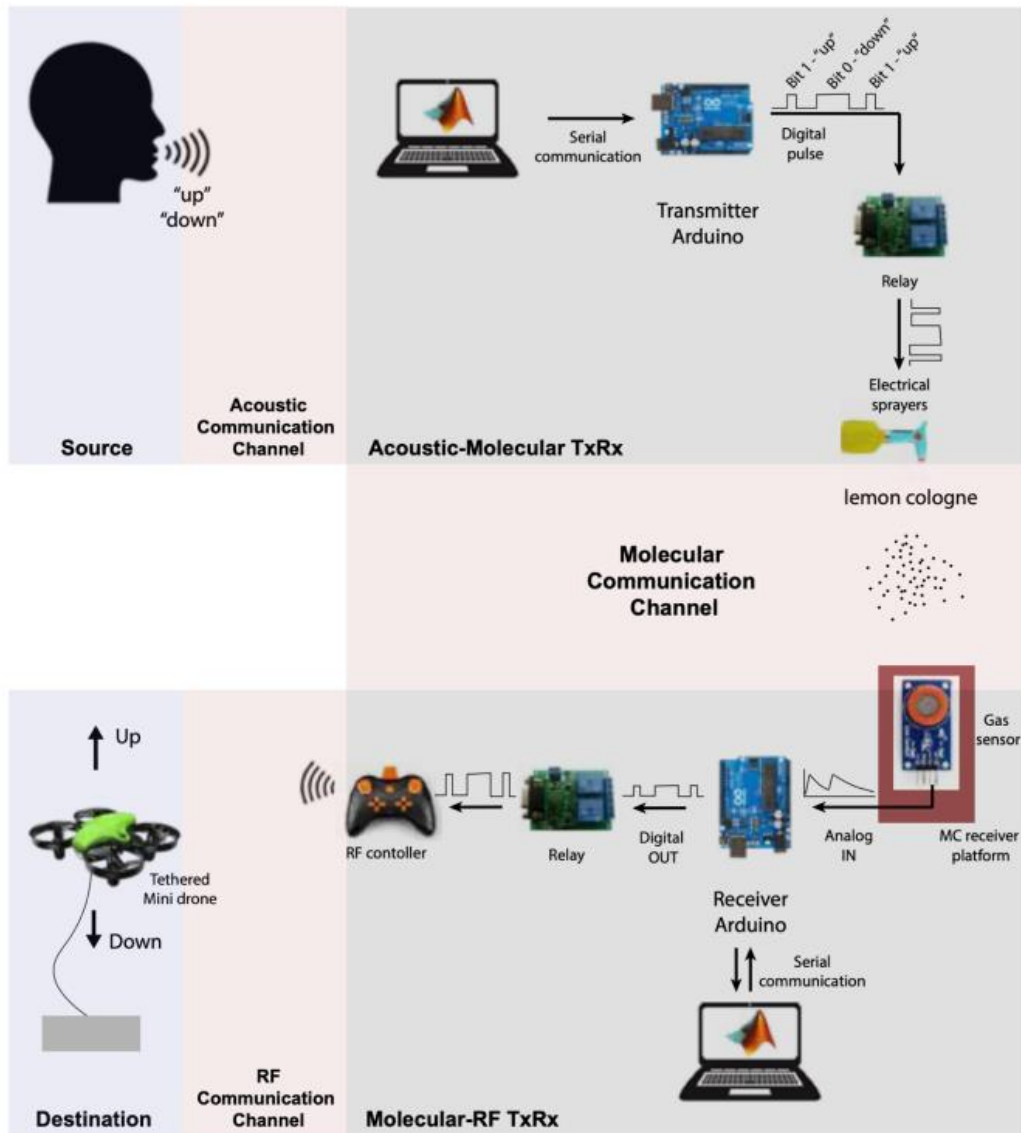 "up"
"down"
Source
Acoustic
Communication
Channel
Serial
communication
Transmitter
Arduino
Bit 1 - "up"
Bit 0 - "down"
Bit 1 - "up"
Digital
pulse
Relay
Electrical
sprayers
Acoustic-Molecular TxRx
lemon cologne
Molecular
Communication
Channel
Up
Tethered
Mini drone
Down
Destination
RF
Communication
Channel
RF contoller
Relay
Digital
OUT
Receiver
Arduino
Analog
IN
Gas
sensor
MC receiver
platform
Serial
communication
Molecular-RF TxRx